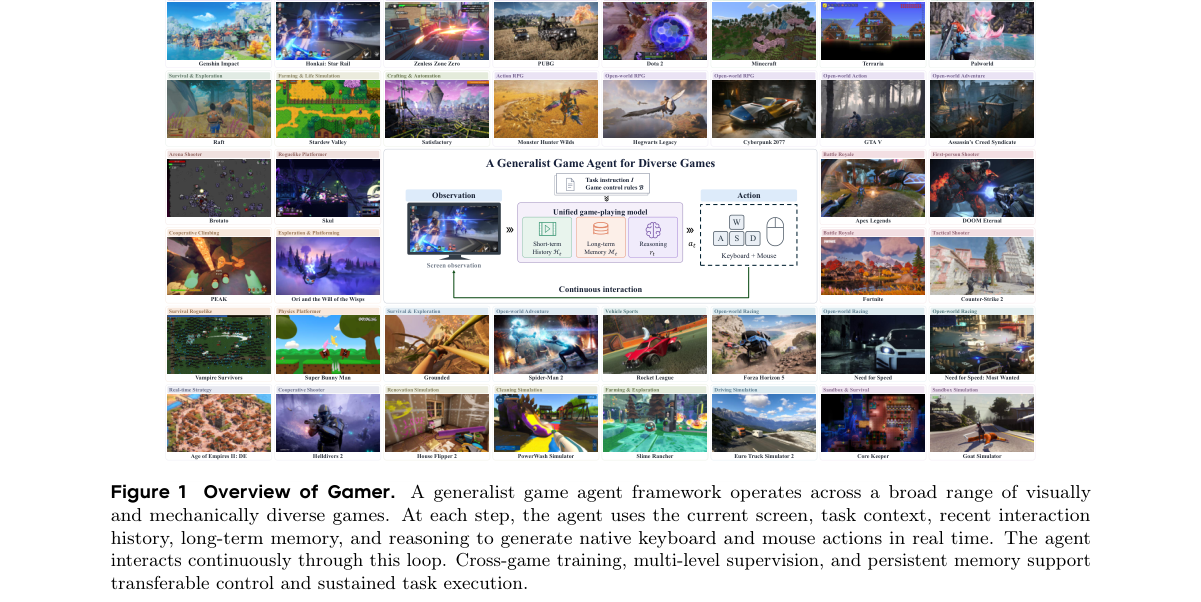 Genshin Impact
Honkai: Star Rail
Zenless Zone Zero
PUBG
Dota 2
Minecraft
Terraria
Palworld
Survival & Exploration
Farming & Life Simulation
Crafting & Automation
Action RPG
Open-world RPG
Open-world RPG
Open-world Action
Open-world Adventure
Raft
Stardew Valley
Satisfactory
Monster Hunter Wilds
Hogwarts Legacy
Cyberpunk 2077
GTA V
Assassin's Creed Syndicate
Arena Shooter
Roguelike Platformer
Battle Royale
First-person Shooter
Brotato
Skul
Apex Legends
DOOM Eternal
A Generalist Game Agent for Diverse Games
Task instruction I
Game control rules
Observation
Action
Unified game-playing model
Short-term
History ℋₜ
Long-term
Memory ℳₜ
Reasoning
rₜ
aₜ
W
A S D
Keyboard + Mouse
Screen observation
Continuous interaction
Cooperative Climbing
Exploration & Platforming
Battle Royale
Tactical Shooter
PEAK
Ori and the Will of the Wisps
Fortnite
Counter-Strike 2
Survival Roguelike
Physics Platformer
Survival & Exploration
Open-world Adventure
Vehicle Sports
Open-world Racing
Open-world Racing
Open-world Racing
Vampire Survivors
Super Bunny Man
Grounded
Spider-Man 2
Rocket League
Forza Horizon 5
Need for Speed
Need for Speed: Most Wanted
Real-time Strategy
Cooperative Shooter
Renovation Simulation
Cleaning Simulation
Farming & Exploration
Driving Simulation
Sandbox & Survival
Sandbox Simulation
Age of Empires II: DE
Helldivers 2
House Flipper 2
PowerWash Simulator
Slime Rancher
Euro Truck Simulator 2
Core Keeper
Goat Simulator
Figure 1 Overview of Gamer. A generalist game agent framework operates across a broad range of visually
and mechanically diverse games. At each step, the agent uses the current screen, task context, recent interaction
history, long-term memory, and reasoning to generate native keyboard and mouse actions in real time. The agent
interacts continuously through this loop. Cross-game training, multi-level supervision, and persistent memory support
transferable control and sustained task execution.